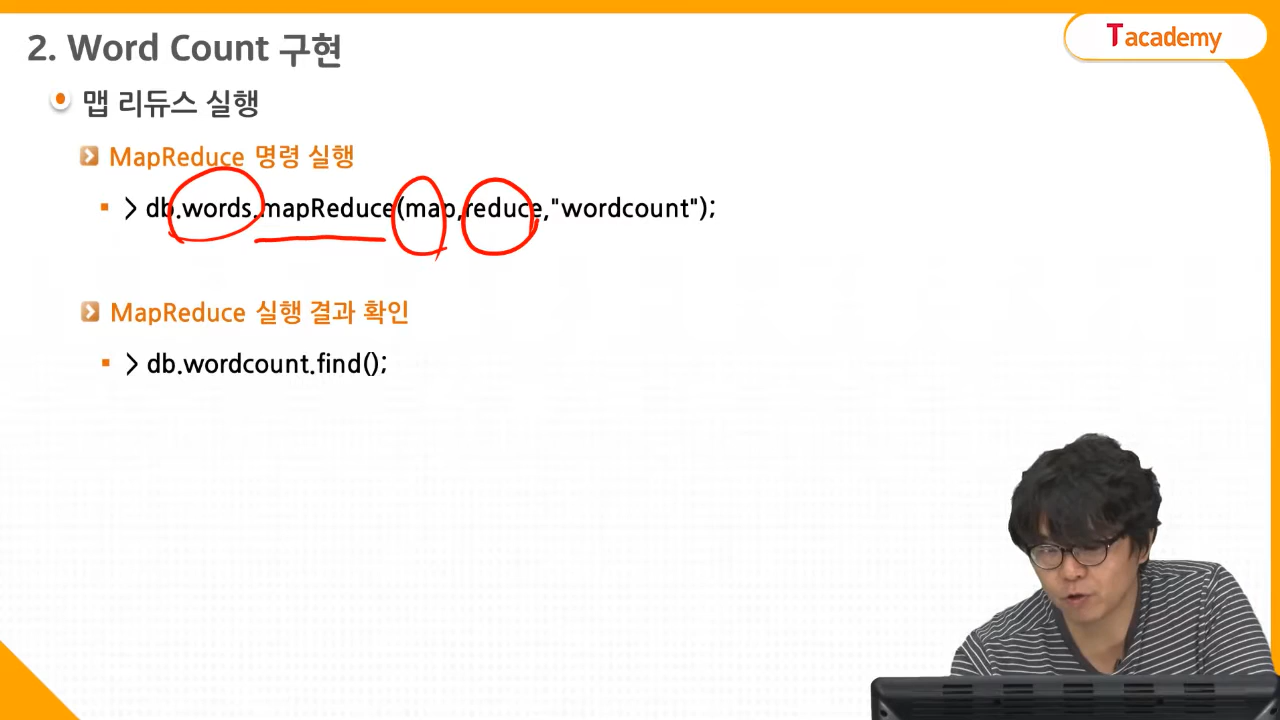 Tacademy
2. Word Count 구현
맵 리듀스 실행
MapReduce 명령 실행
> db.words.mapReduce(map,reduce,"wordcount");
MapReduce 실행 결과 확인
> db.wordcount.find();